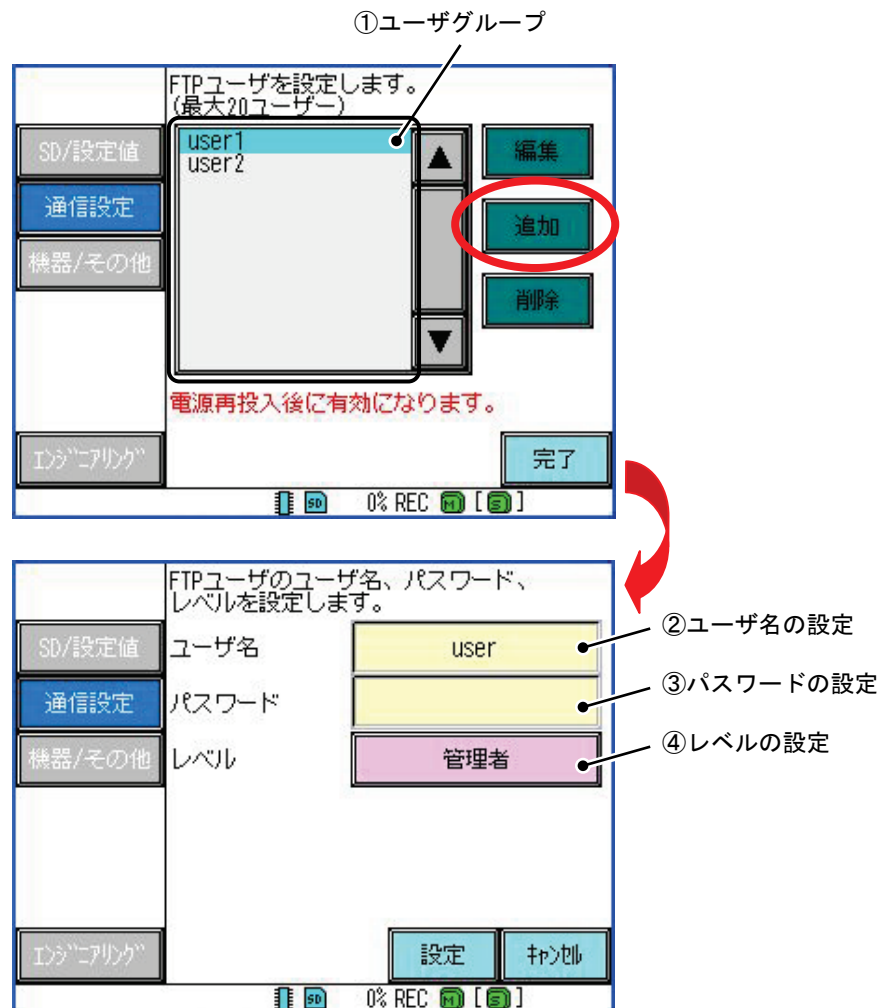 ①ユーザグループ
FTPユーザを設定します。
(最大20ユーザー)
SD/設定値
通信設定
機器/その他
エンジニアリング
user1
user2
▲
▼
編集
追加
削除
電源再投入後に有効になります。
完了
SD 0% REC M [S]
FTPユーザのユーザ名、パスワード、
レベルを設定します。
SD/設定値
通信設定
機器/その他
エンジニアリング
ユーザ名 user
パスワード
レベル 管理者
②ユーザ名の設定
③パスワードの設定
④レベルの設定
設定 キャンセル
SD 0% REC M [S]